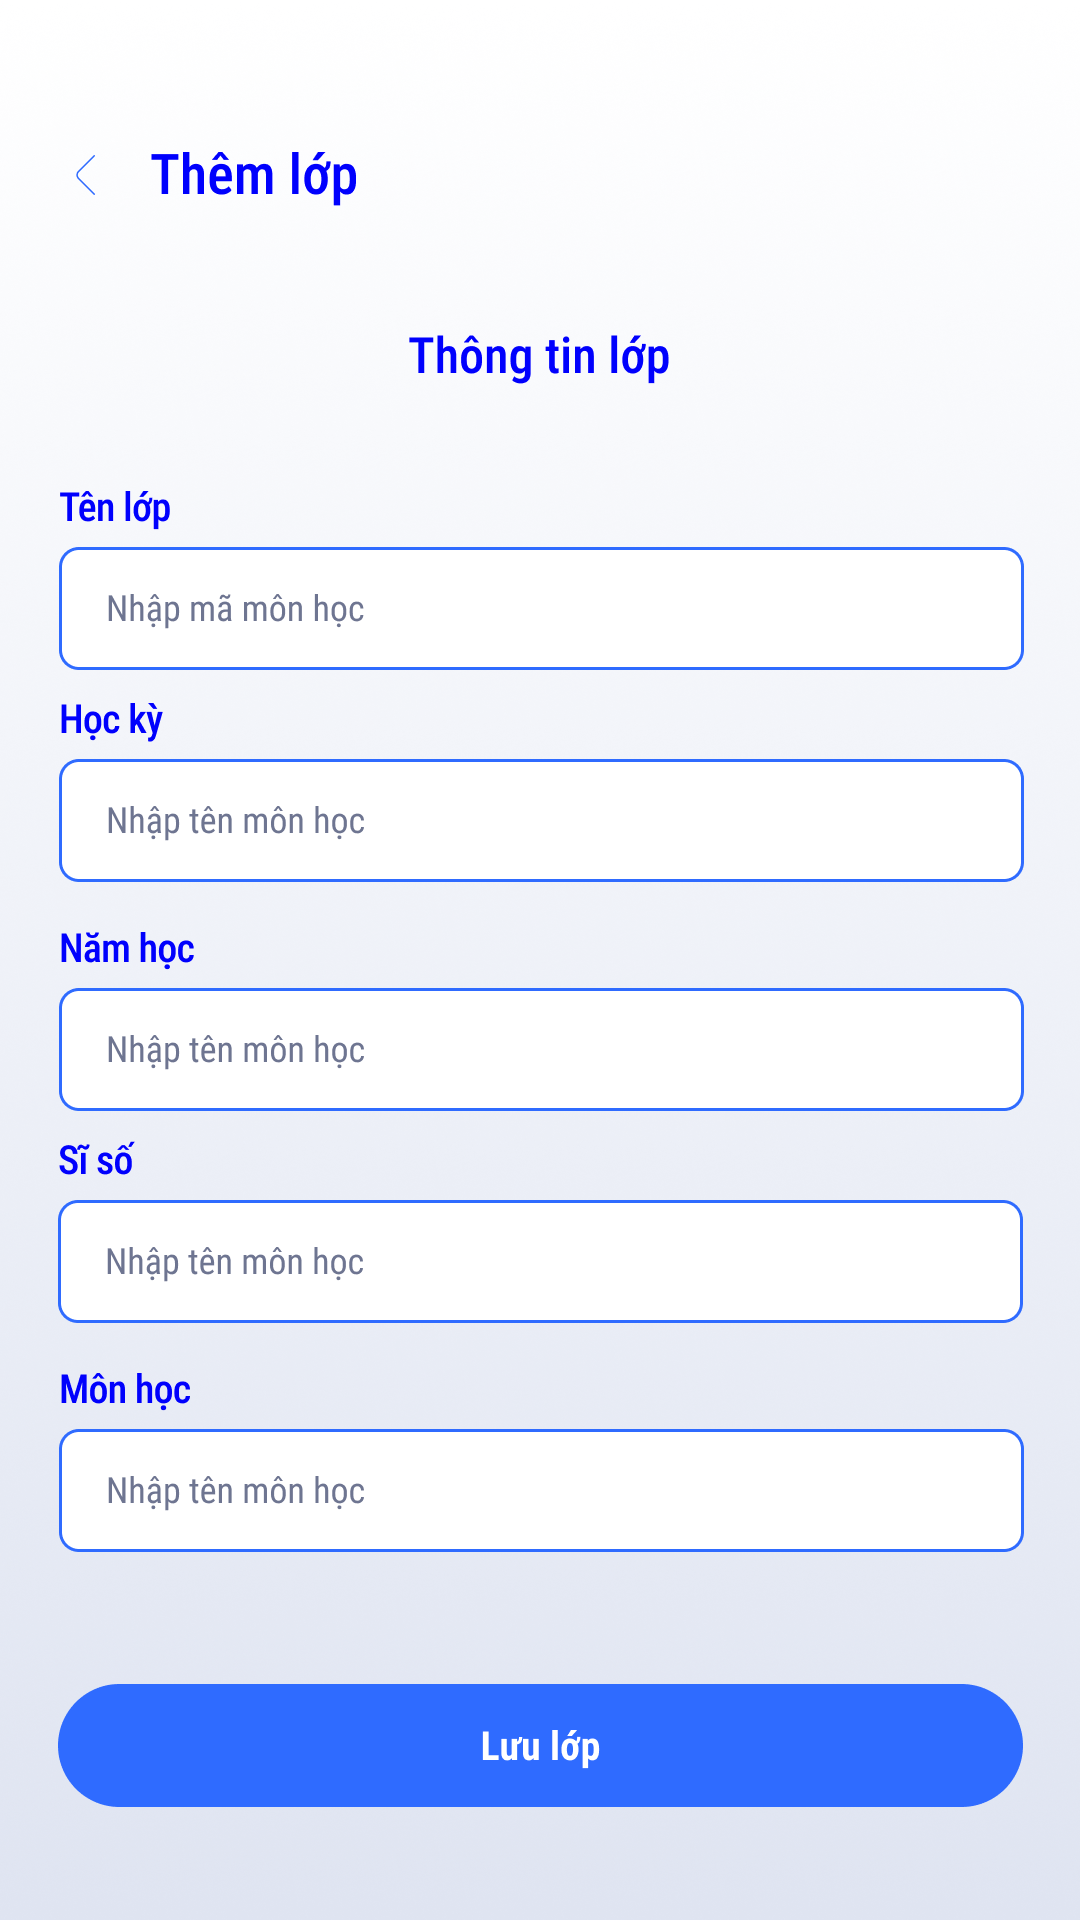 Thêm lớp
Thông tin lớp
Tên lớp
Nhập mã môn học
Học kỳ
Nhập tên môn học
Năm học
Nhập tên môn học
Sĩ số
Nhập tên môn học
Môn học
Nhập tên môn học
Lưu lớp